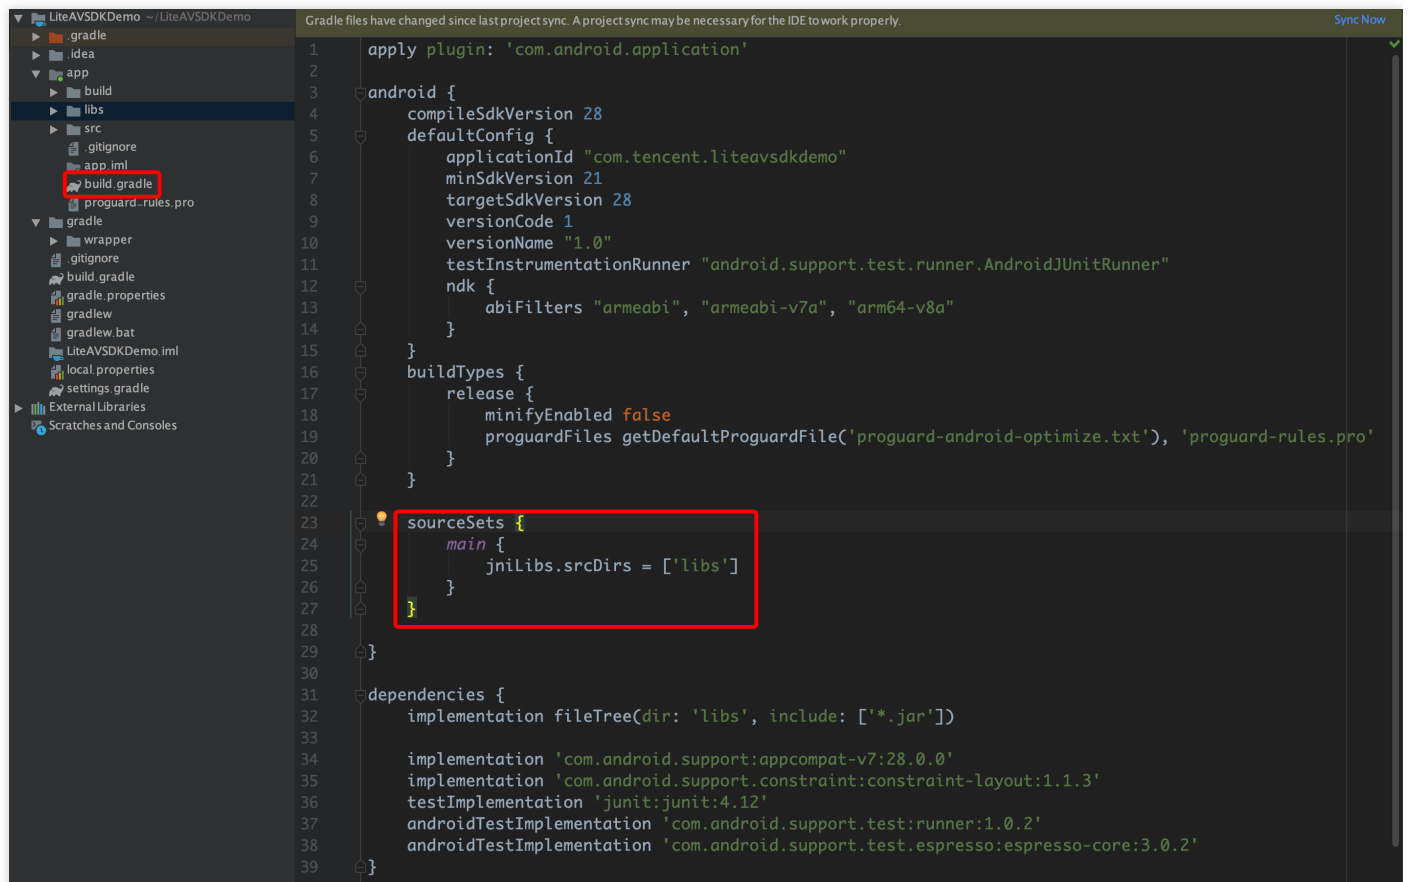 LiteAVSDKDemo ~/LiteAVSDKDemo
.gradle
.idea
app
build
libs
src
.gitignore
app.iml
build.gradle
proguard-rules.pro
gradle
wrapper
.gitignore
build.gradle
gradle.properties
gradlew
gradlew.bat
LiteAVSDKDemo.iml
local.properties
settings.gradle
External Libraries
Scratches and Consoles
Gradle files have changed since last project sync. A project sync may be necessary for the IDE to work properly. Sync Now
1 apply plugin: 'com.android.application'
2
3 android {
4 compileSdkVersion 28
5 defaultConfig {
6 applicationId "com.tencent.liteavsdkdemo"
7 minSdkVersion 21
8 targetSdkVersion 28
9 versionCode 1
10 versionName "1.0"
11 testInstrumentationRunner "android.support.test.runner.AndroidJUnitRunner"
12 ndk {
13 abiFilters "armeabi", "armeabi-v7a", "arm64-v8a"
14 }
15 }
16 buildTypes {
17 release {
18 minifyEnabled false
19 proguardFiles getDefaultProguardFile('proguard-android-optimize.txt'), 'proguard-rules.pro'
20 }
21 }
22
23 sourceSets {
24 main {
25 jniLibs.srcDirs = ['libs']
26 }
27 }
28
29 }
30
31 dependencies {
32 implementation fileTree(dir: 'libs', include: ['*.jar'])
33
34 implementation 'com.android.support:appcompat-v7:28.0.0'
35 implementation 'com.android.support.constraint:constraint-layout:1.1.3'
36 testImplementation 'junit:junit:4.12'
37 androidTestImplementation 'com.android.support.test:runner:1.0.2'
38 androidTestImplementation 'com.android.support.test.espresso:espresso-core:3.0.2'
39 }